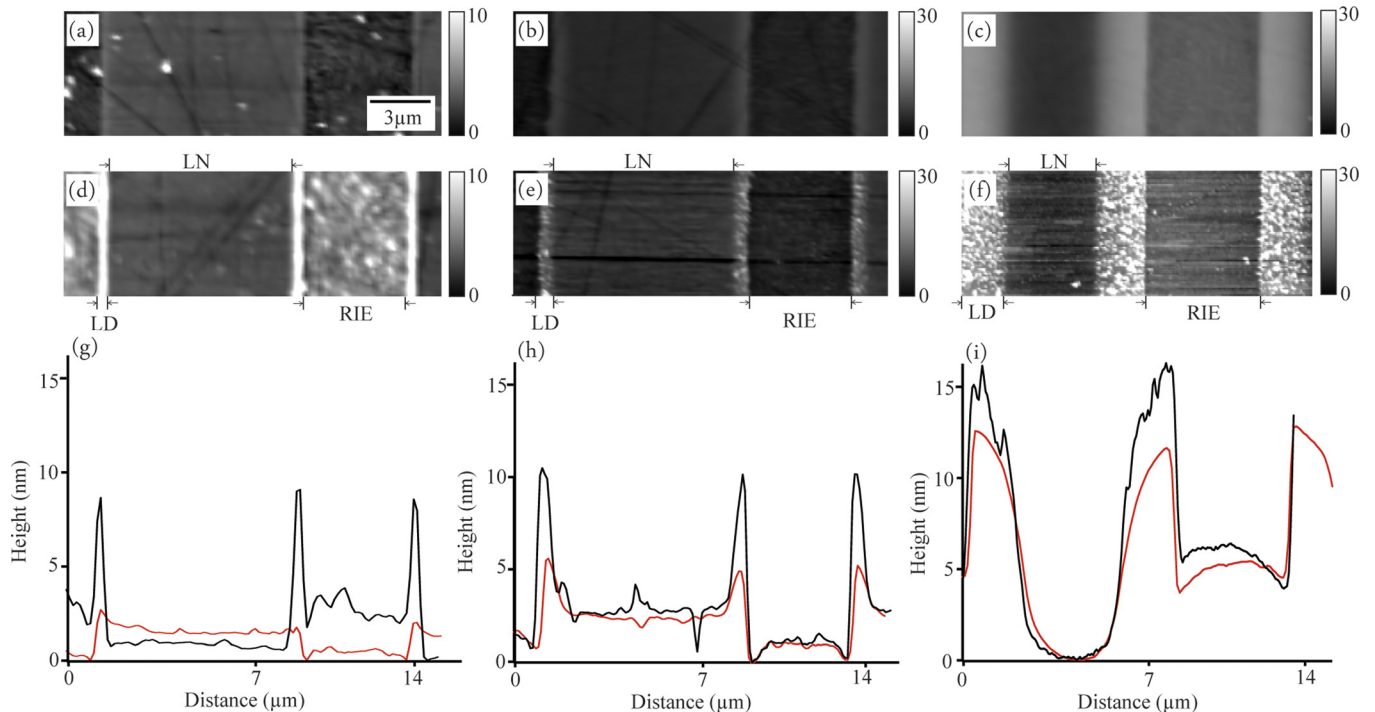 (a)
10
0
3µm
(b)
30
0
(c)
30
0
(d)
LN
10
0
LD
RIE
(e)
LN
30
0
LD
RIE
(f)
LN
30
0
LD
RIE
(g)
15
10
5
0
Height (nm)
0
7
14
Distance (µm)
(h)
15
10
5
0
Height (nm)
0
7
14
Distance (µm)
(i)
15
10
5
0
Height (nm)
0
7
14
Distance (µm)